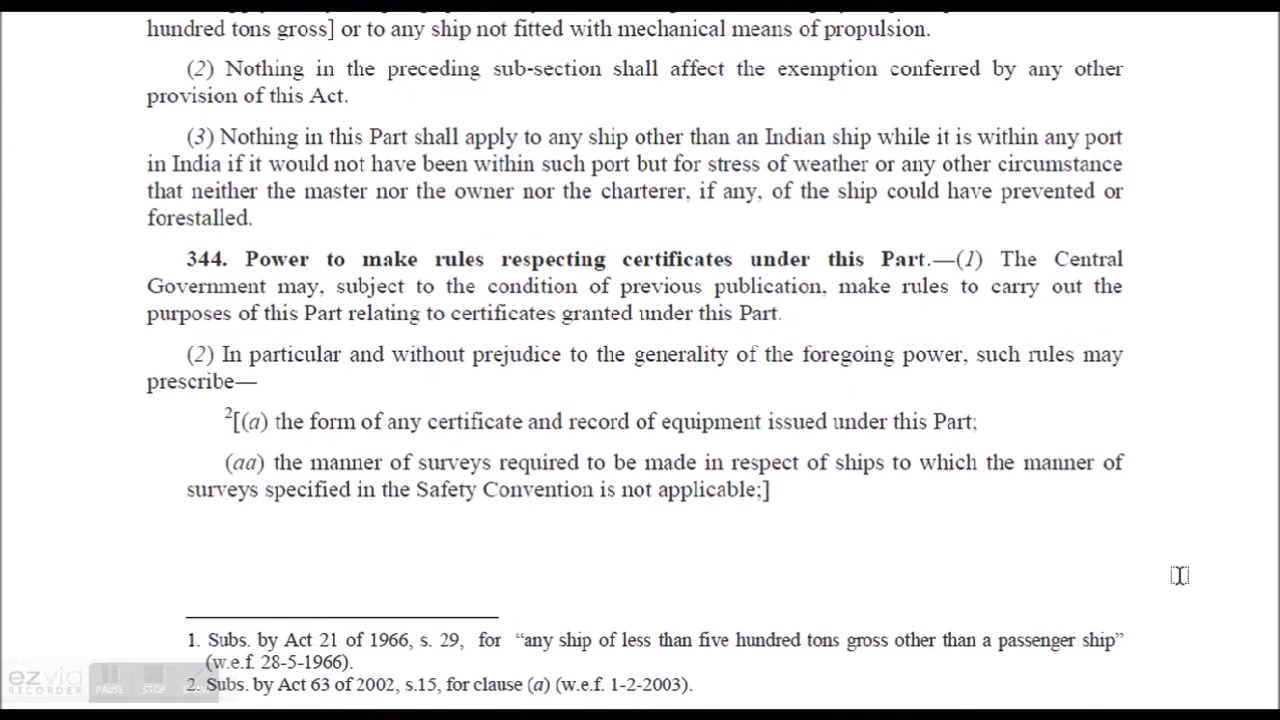 hundred tons gross] or to any ship not fitted with mechanical means of propulsion.
(2) Nothing in the preceding sub-section shall affect the exemption conferred by any other
provision of this Act.
(3) Nothing in this Part shall apply to any ship other than an Indian ship while it is within any port
in India if it would not have been within such port but for stress of weather or any other circumstance
that neither the master nor the owner nor the charterer, if any, of the ship could have prevented or
forestalled.
344. Power to make rules respecting certificates under this Part.—(1) The Central
Government may, subject to the condition of previous publication, make rules to carry out the
purposes of this Part relating to certificates granted under this Part.
(2) In particular and without prejudice to the generality of the foregoing power, such rules may
prescribe—
2[(a) the form of any certificate and record of equipment issued under this Part;
(aa) the manner of surveys required to be made in respect of ships to which the manner of
surveys specified in the Safety Convention is not applicable;]
1. Subs. by Act 21 of 1966, s. 29, for “any ship of less than five hundred tons gross other than a passenger ship”
(w.e.f. 28-5-1966).
2. Subs. by Act 63 of 2002, s.15, for clause (a) (w.e.f. 1-2-2003).
ezvid
RECORDER
PAUSE
STOP